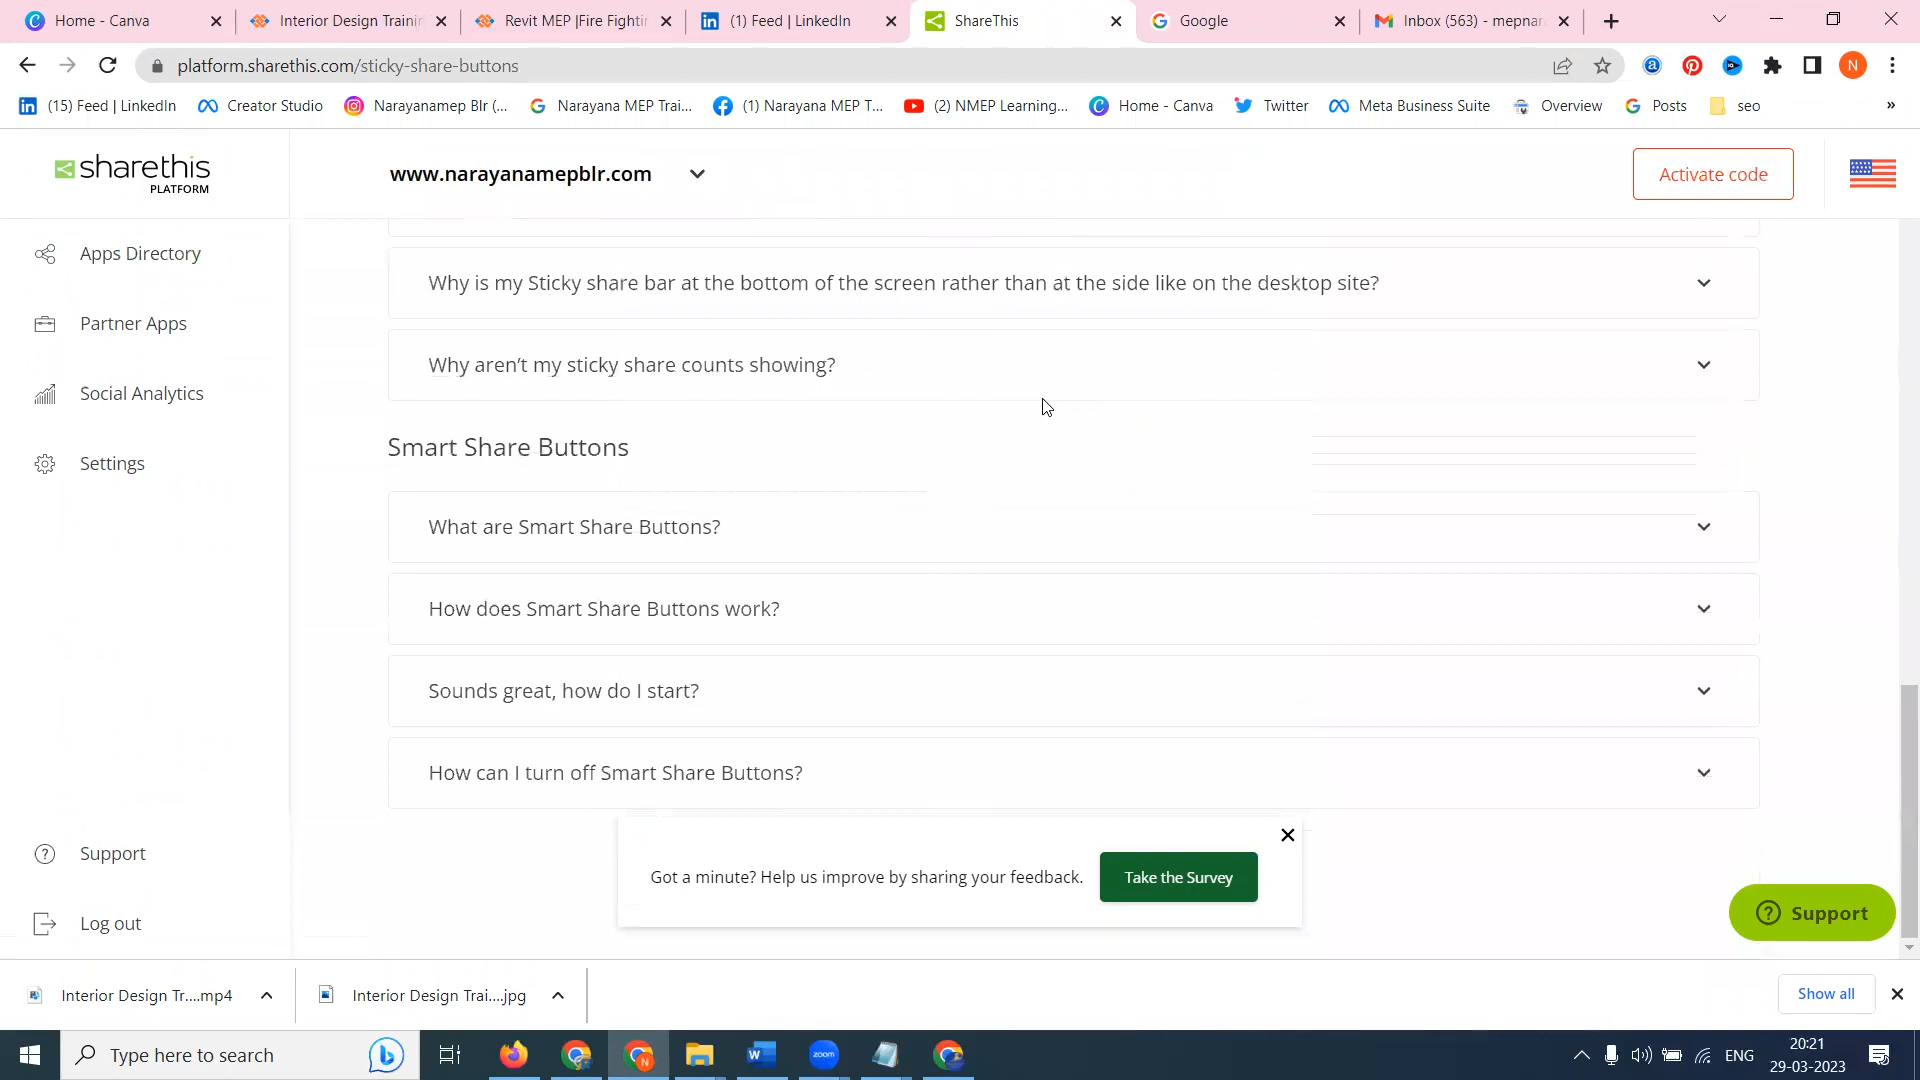 Home - Canva
Interior Design Trainin
Revit MEP |Fire Fightin
(1) Feed | LinkedIn
ShareThis
Google
Inbox (563) - mepnar
platform.sharethis.com/sticky-share-buttons
N
(15) Feed | LinkedIn
Creator Studio
Narayanamep Blr (...
Narayana MEP Trai...
(1) Narayana MEP T...
(2) NMEP Learning...
Home - Canva
Twitter
Meta Business Suite
Overview
Posts
seo
»
sharethis
PLATFORM
www.narayanamepblr.com
Activate code
Apps Directory
Partner Apps
Social Analytics
Settings
Support
Log out
Why is my Sticky share bar at the bottom of the screen rather than at the side like on the desktop site?
Why aren't my sticky share counts showing?
Smart Share Buttons
What are Smart Share Buttons?
How does Smart Share Buttons work?
Sounds great, how do I start?
How can I turn off Smart Share Buttons?
Got a minute? Help us improve by sharing your feedback.
Take the Survey
Support
Interior Design Tr....mp4
Interior Design Trai....jpg
Show all
Type here to search
zoom
ENG
20:21
29-03-2023